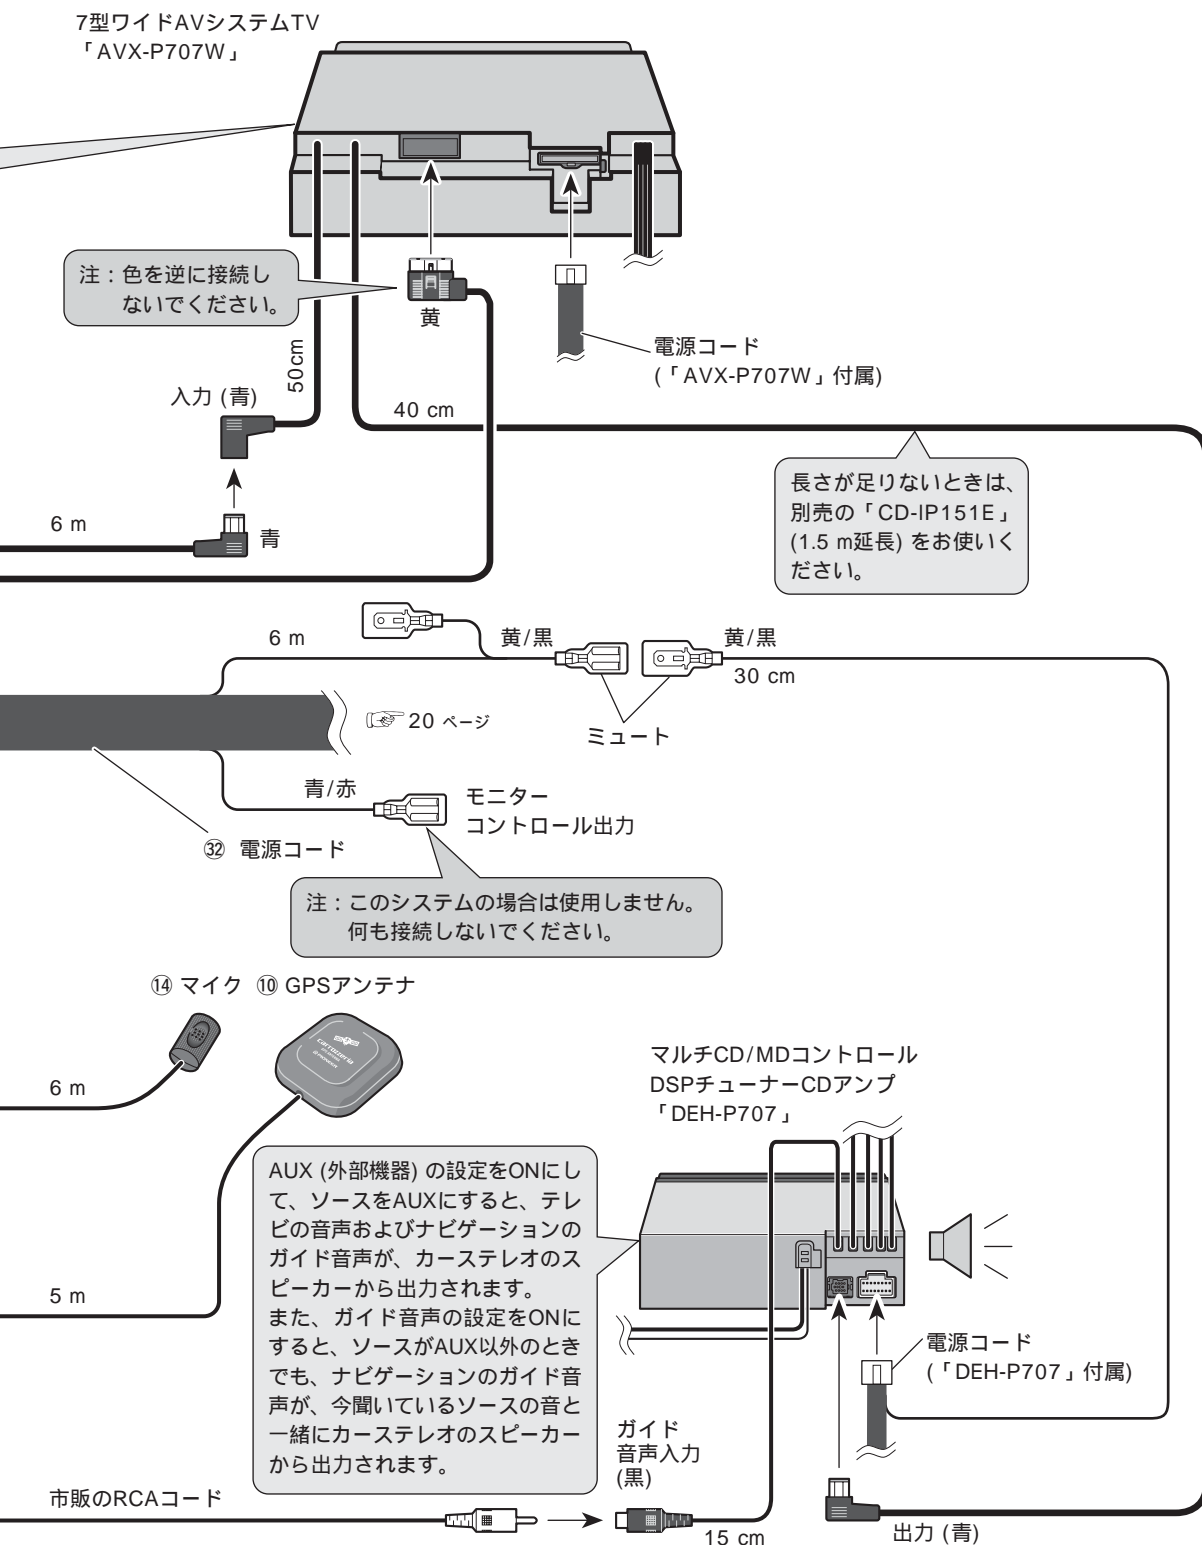 7型ワイドAVシステムTV
「AVX-P707W」
注：色を逆に接続し
ないでください。
黄
電源コード
(「AVX-P707W」付属)
50cm
入力 (青)
40 cm
長さが足りないときは、
別売の「CD-IP151E」
(1.5 m延長) をお使いく
ださい。
6 m
青
6 m
黄/黒
黄/黒
30 cm
ミュート
☞ 20 ページ
青/赤
モニター
コントロール出力
㉜ 電源コード
注：このシステムの場合は使用しません。
何も接続しないでください。
⑭ マイク ⑩ GPSアンテナ
carrozzeria
PIONEER
6 m
マルチCD/MDコントロール
DSPチューナーCDアンプ
「DEH-P707」
AUX (外部機器) の設定をONにし
て、ソースをAUXにすると、テレ
ビの音声およびナビゲーションの
ガイド音声が、カーステレオのス
ピーカーから出力されます。
また、ガイド音声の設定をONに
すると、ソースがAUX以外のとき
でも、ナビゲーションのガイド音
声が、今聞いているソースの音と
一緒にカーステレオのスピーカー
から出力されます。
5 m
電源コード
(「DEH-P707」付属)
ガイド
音声入力
(黒)
市販のRCAコード
15 cm
出力 (青)